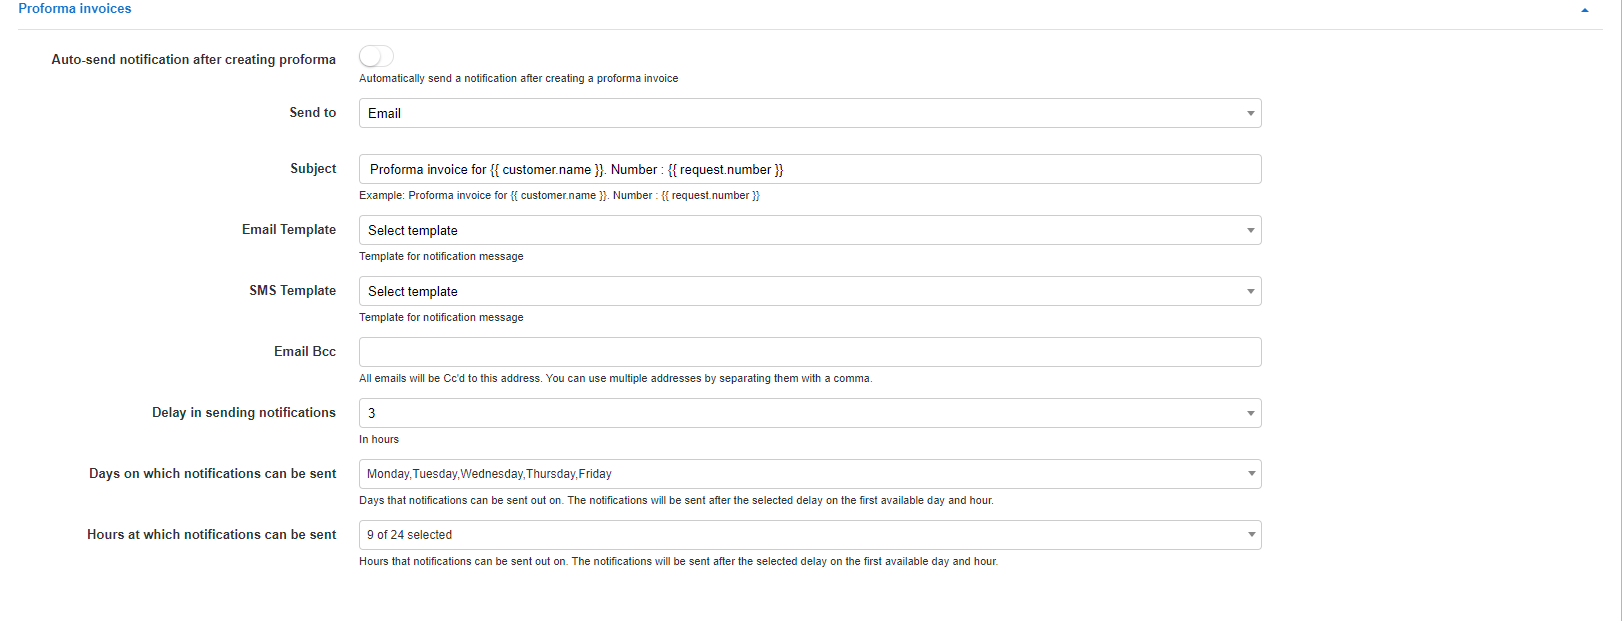 Proforma invoices
Auto-send notification after creating proforma
Automatically send a notification after creating a proforma invoice
Send to
Email
Subject
Proforma invoice for {{ customer.name }}. Number : {{ request.number }}
Example: Proforma invoice for {{ customer.name }}. Number : {{ request.number }}
Email Template
Select template
Template for notification message
SMS Template
Select template
Template for notification message
Email Bcc
All emails will be Cc'd to this address. You can use multiple addresses by separating them with a comma.
Delay in sending notifications
3
In hours
Days on which notifications can be sent
Monday,Tuesday,Wednesday,Thursday,Friday
Days that notifications can be sent out on. The notifications will be sent after the selected delay on the first available day and hour.
Hours at which notifications can be sent
9 of 24 selected
Hours that notifications can be sent out on. The notifications will be sent after the selected delay on the first available day and hour.